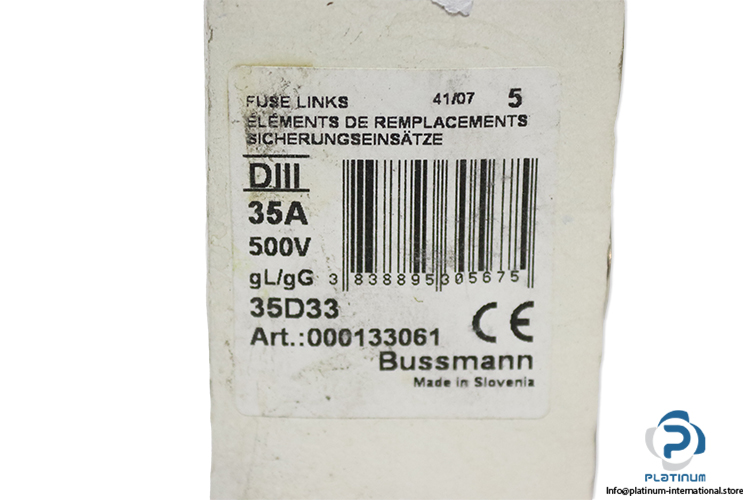 FUSE LINKS 41/07 5
ELEMENTS DE REMPLACEMENTS
SICHERUNGSEINSÄTZE
DIII
35A
500V
gL/gG 3 838895 305675
35D33
Art.:000133061 CE
Bussmann
Made in Slovenia
PLATINUM
Info@platinum-international.store